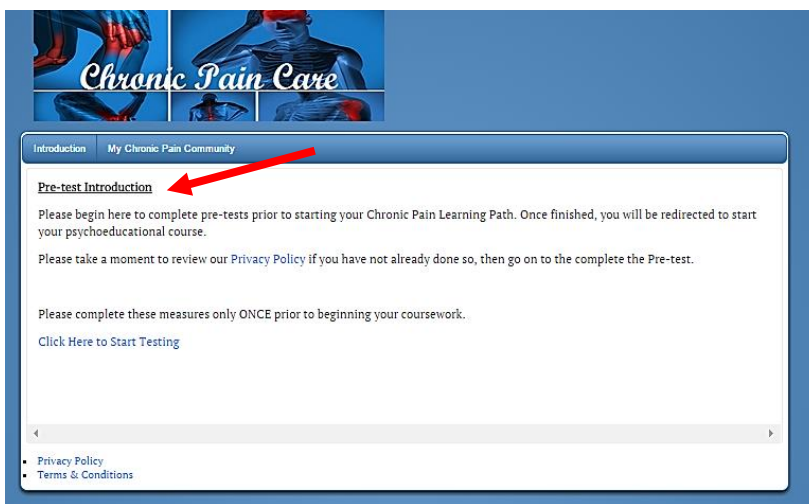 Chronic Pain Care
Introduction My Chronic Pain Community
Pre-test Introduction
Please begin here to complete pre-tests prior to starting your Chronic Pain Learning Path. Once finished, you will be redirected to start
your psychoeducational course.
Please take a moment to review our Privacy Policy if you have not already done so, then go on to the complete the Pre-test.
Please complete these measures only ONCE prior to beginning your coursework.
Click Here to Start Testing
Privacy Policy
Terms & Conditions